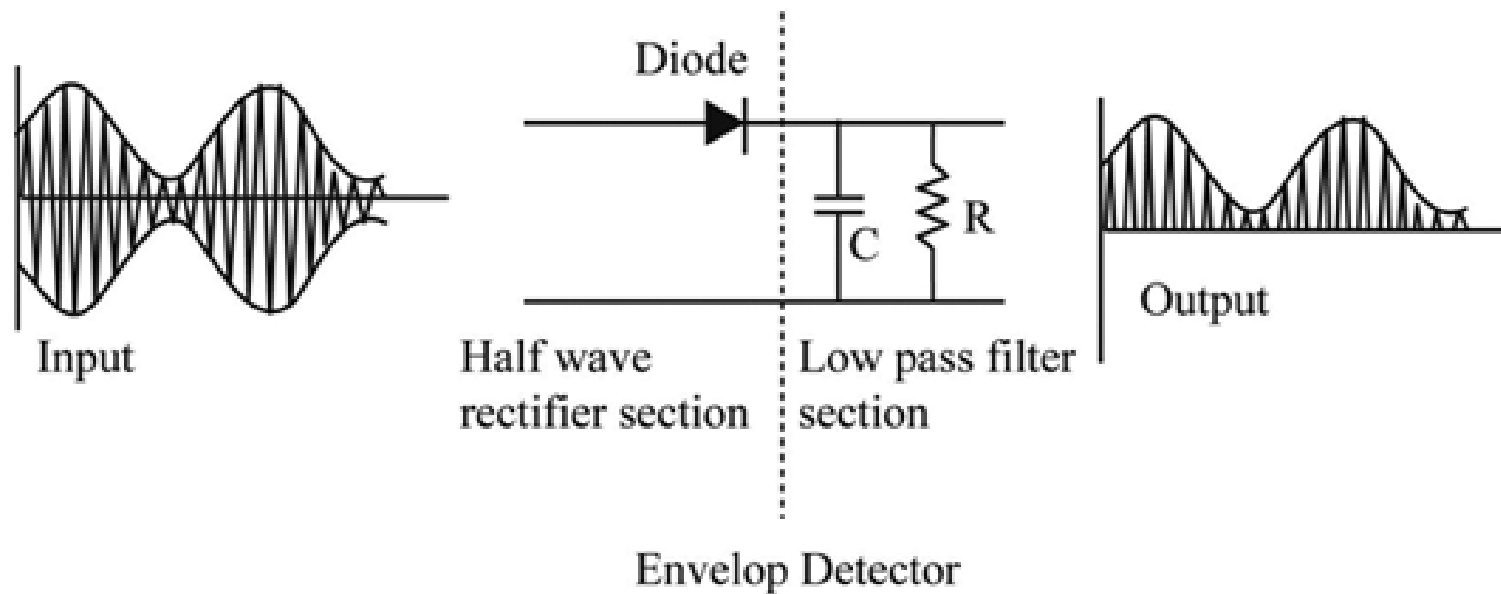 Diode
C
R
Input
Output
Half wave
rectifier section
Low pass filter
section
Envelop Detector